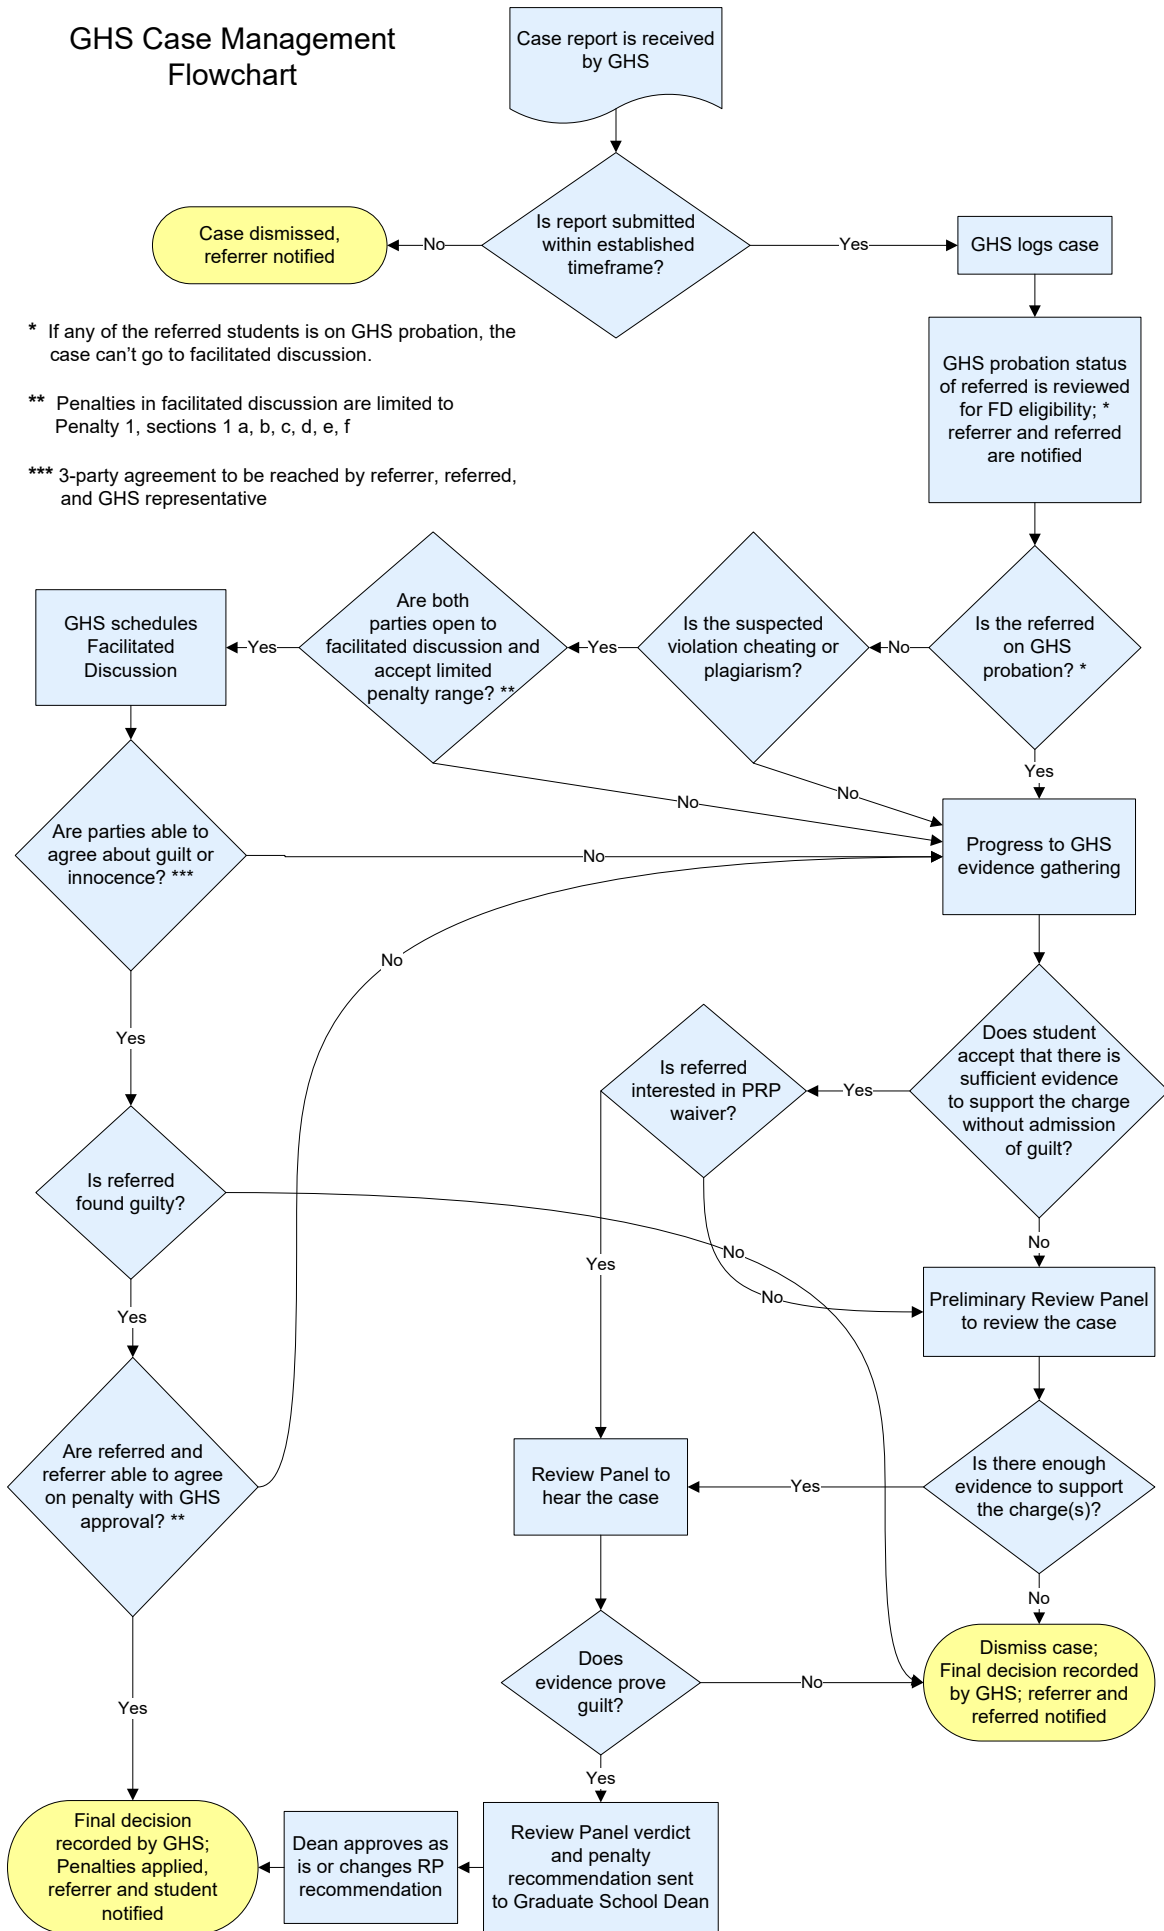 GHS Case Management
Flowchart
Case report is received
by GHS
Is report submitted
within established
timeframe?
No
Case dismissed,
referrer notified
Yes
GHS logs case
* If any of the referred students is on GHS probation, the
case can't go to facilitated discussion.
** Penalties in facilitated discussion are limited to
Penalty 1, sections 1 a, b, c, d, e, f
*** 3-party agreement to be reached by referrer, referred,
and GHS representative
GHS probation status
of referred is reviewed
for FD eligibility; *
referrer and referred
are notified
Is the referred
on GHS
probation? *
No
Yes
Is the suspected
violation cheating or
plagiarism?
Yes
No
Are both
parties open to
facilitated discussion and
accept limited
penalty range? **
Yes
No
GHS schedules
Facilitated
Discussion
Are parties able to
agree about guilt or
innocence? ***
No
Yes
Progress to GHS
evidence gathering
No
Does student
accept that there is
sufficient evidence
to support the charge
without admission
of guilt?
Yes
No
Is referred
interested in PRP
waiver?
Yes
No
Is referred
found guilty?
No
Yes
Preliminary Review Panel
to review the case
Are referred and
referrer able to agree
on penalty with GHS
approval? **
Yes
Is there enough
evidence to support
the charge(s)?
Yes
No
Review Panel to
hear the case
Does
evidence prove
guilt?
No
Yes
Dismiss case;
Final decision recorded
by GHS; referrer and
referred notified
Review Panel verdict
and penalty
recommendation sent
to Graduate School Dean
Dean approves as
is or changes RP
recommendation
Final decision
recorded by GHS;
Penalties applied,
referrer and student
notified